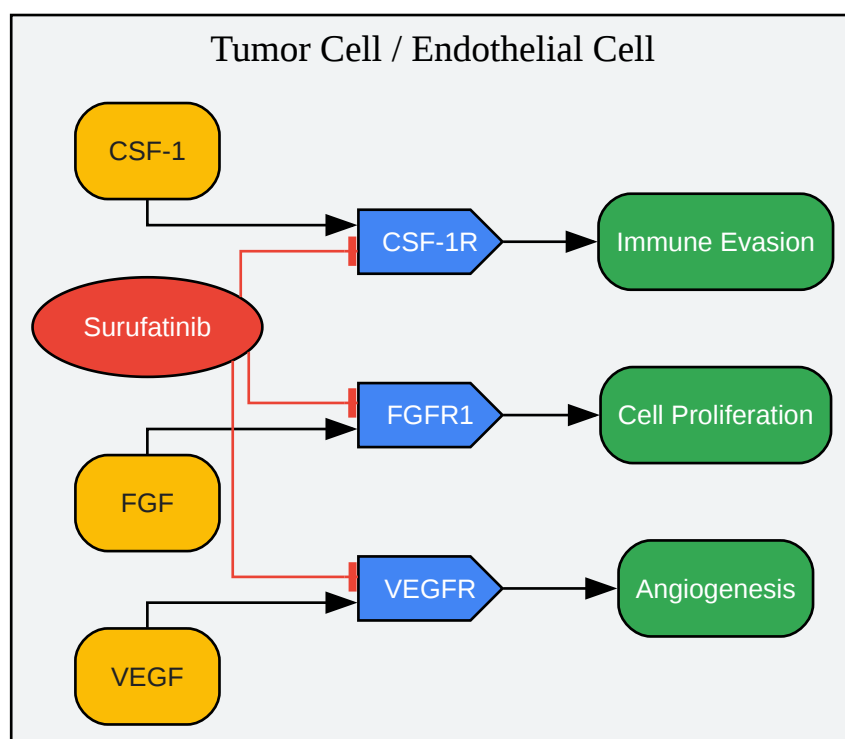 Tumor Cell / Endothelial Cell
CSF-1
CSF-1R
Immune Evasion
Surufatinib
FGFR1
Cell Proliferation
FGF
VEGFR
Angiogenesis
VEGF